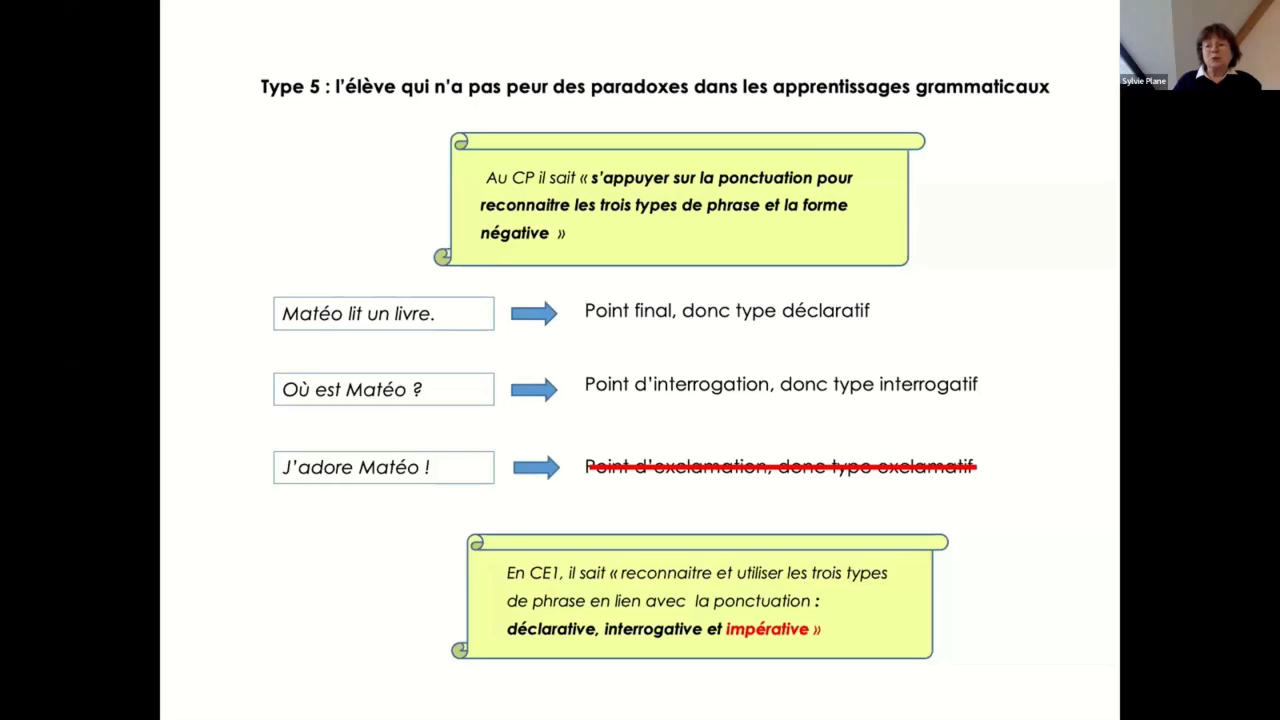 Type 5 : l'élève qui n'a pas peur des paradoxes dans les apprentissages grammaticaux
Sylvie Plane
Au CP il sait « s'appuyer sur la ponctuation pour
reconnaitre les trois types de phrase et la forme
négative »
Matéo lit un livre.
Point final, donc type déclaratif
Où est Matéo ?
Point d'interrogation, donc type interrogatif
J'adore Matéo !
Point d'exclamation, donc type exclamatif
En CE1, il sait « reconnaitre et utiliser les trois types
de phrase en lien avec la ponctuation :
déclarative, interrogative et impérative »